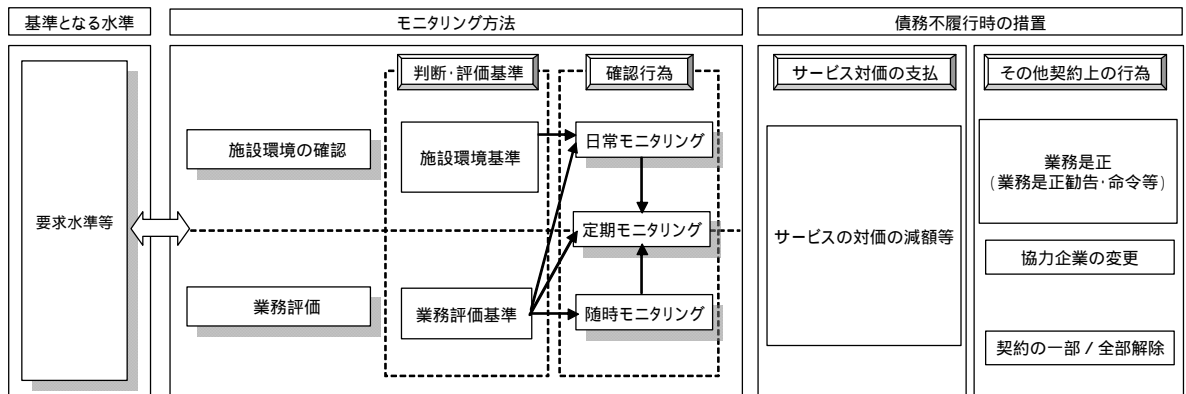 基準となる水準
モニタリング方法
債務不履行時の措置
判断・評価基準
確認行為
サービス対価の支払
その他契約上の行為
要求水準等
施設環境の確認
施設環境基準
日常モニタリング
定期モニタリング
業務評価
業務評価基準
随時モニタリング
サービスの対価の減額等
業務是正
(業務是正勧告・命令等)
協力企業の変更
契約の一部 / 全部解除